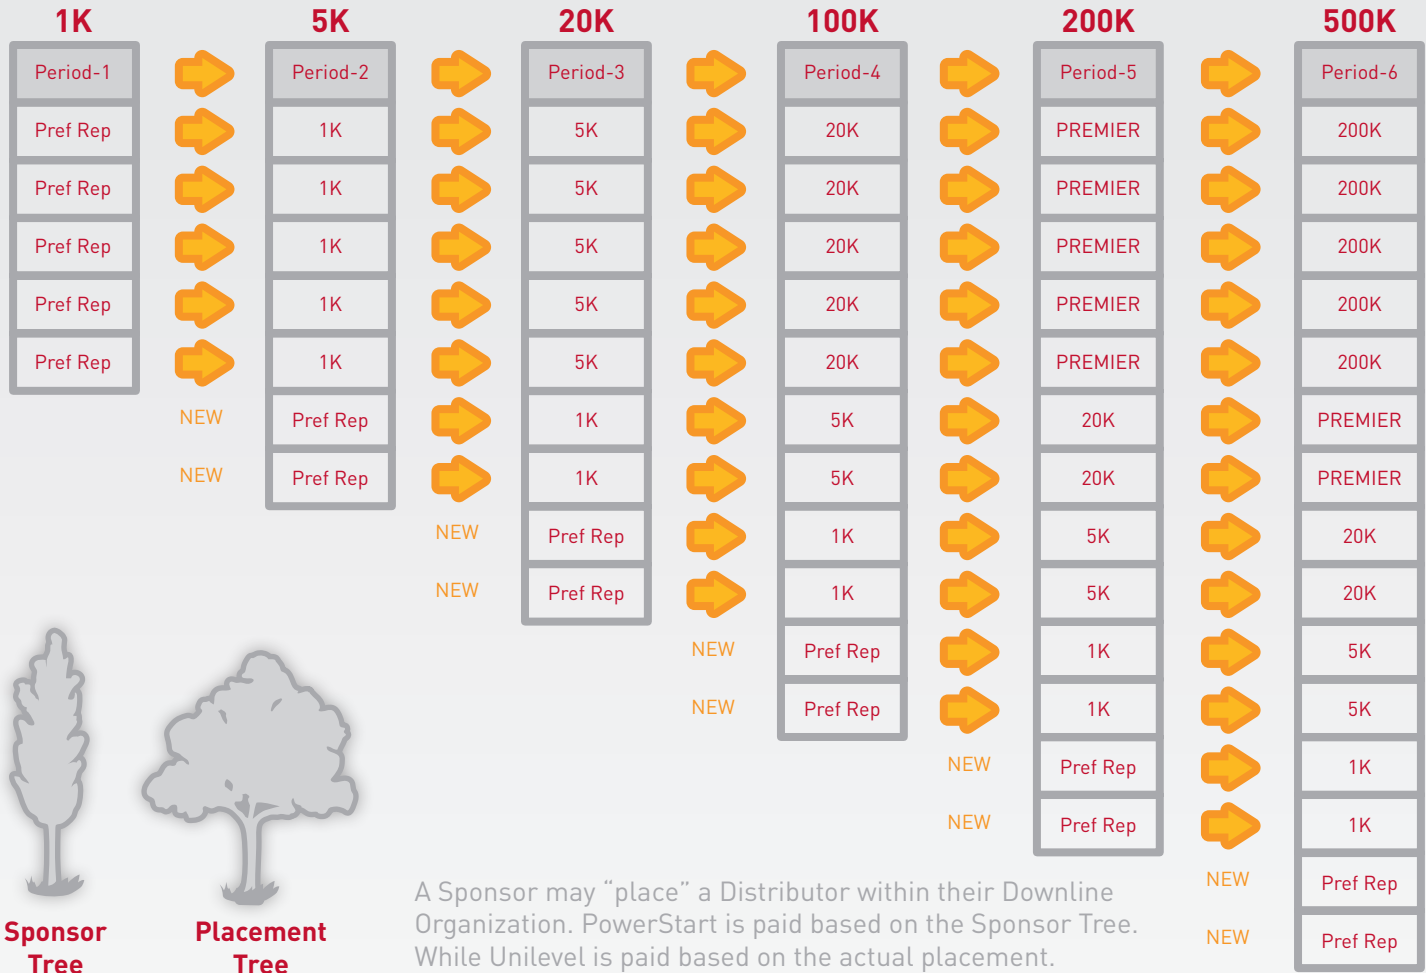 1K 5K 20K 100K 200K 500K
Period-1 Period-2 Period-3 Period-4 Period-5 Period-6
Pref Rep 1K 5K 20K PREMIER 200K
Pref Rep 1K 5K 20K PREMIER 200K
Pref Rep 1K 5K 20K PREMIER 200K
Pref Rep 1K 5K 20K PREMIER 200K
Pref Rep 1K 5K 20K PREMIER 200K
NEW Pref Rep 1K 5K 20K PREMIER
NEW Pref Rep 1K 5K 20K PREMIER
NEW Pref Rep 1K 5K 20K
NEW Pref Rep 1K 5K 20K
NEW Pref Rep 1K 5K
NEW Pref Rep 1K 5K
NEW Pref Rep 1K
NEW Pref Rep 1K
NEW Pref Rep
NEW Pref Rep
A Sponsor may “place” a Distributor within their Downline
Organization. PowerStart is paid based on the Sponsor Tree.
While Unilevel is paid based on the actual placement.
Sponsor
Tree
Placement
Tree